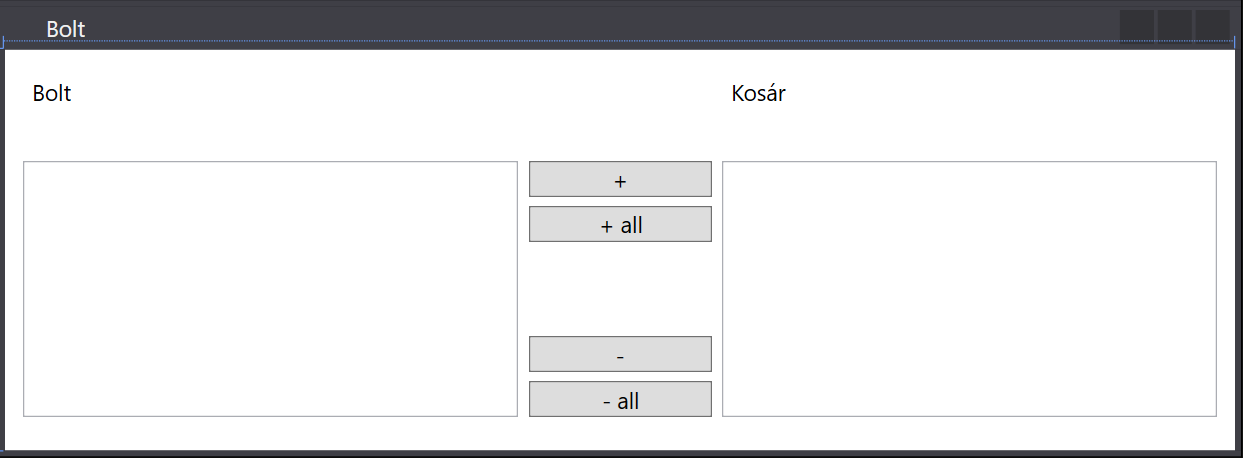 Bolt
Bolt
Kosár
+
+ all
-
- all